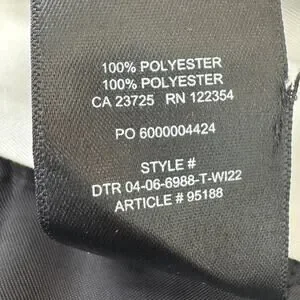 100% POLYESTER
100% POLYESTER
CA 23725 RN 122354
PO 6000004424
STYLE #
DTR 04-06-6988-T-WI22
ARTICLE # 95188